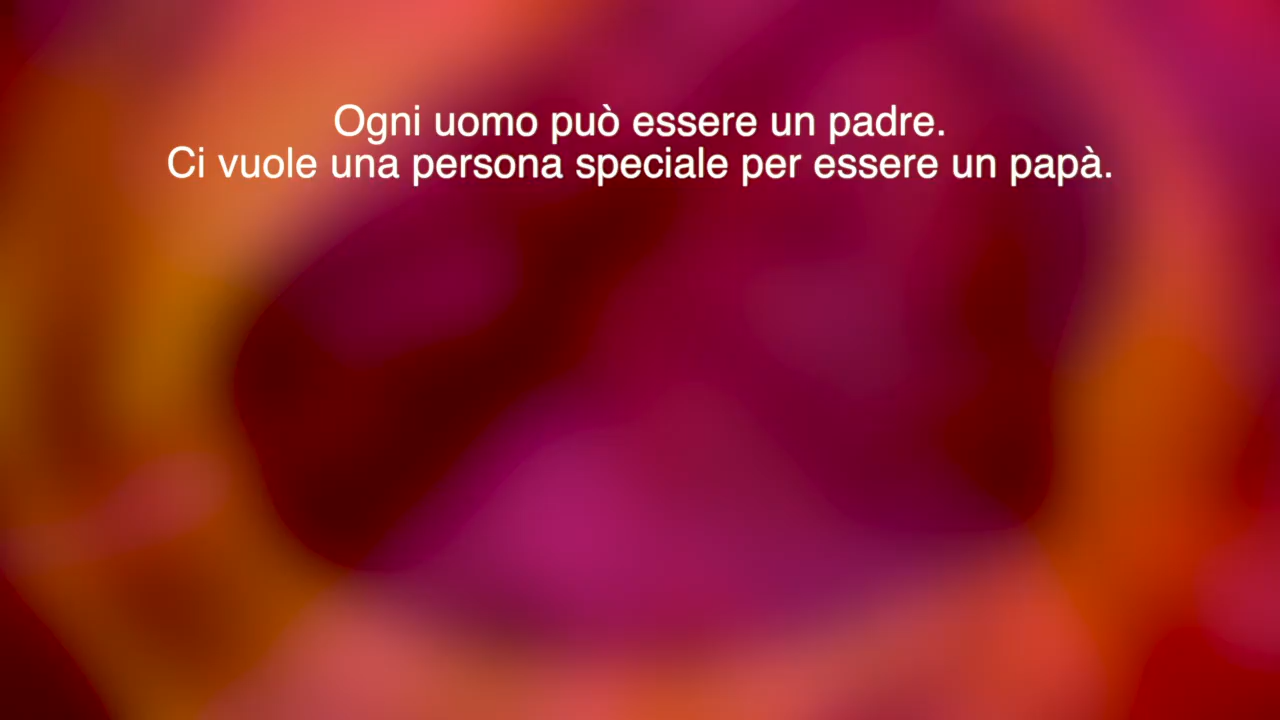 Ogni uomo può essere un padre.
Ci vuole una persona speciale per essere un papà.